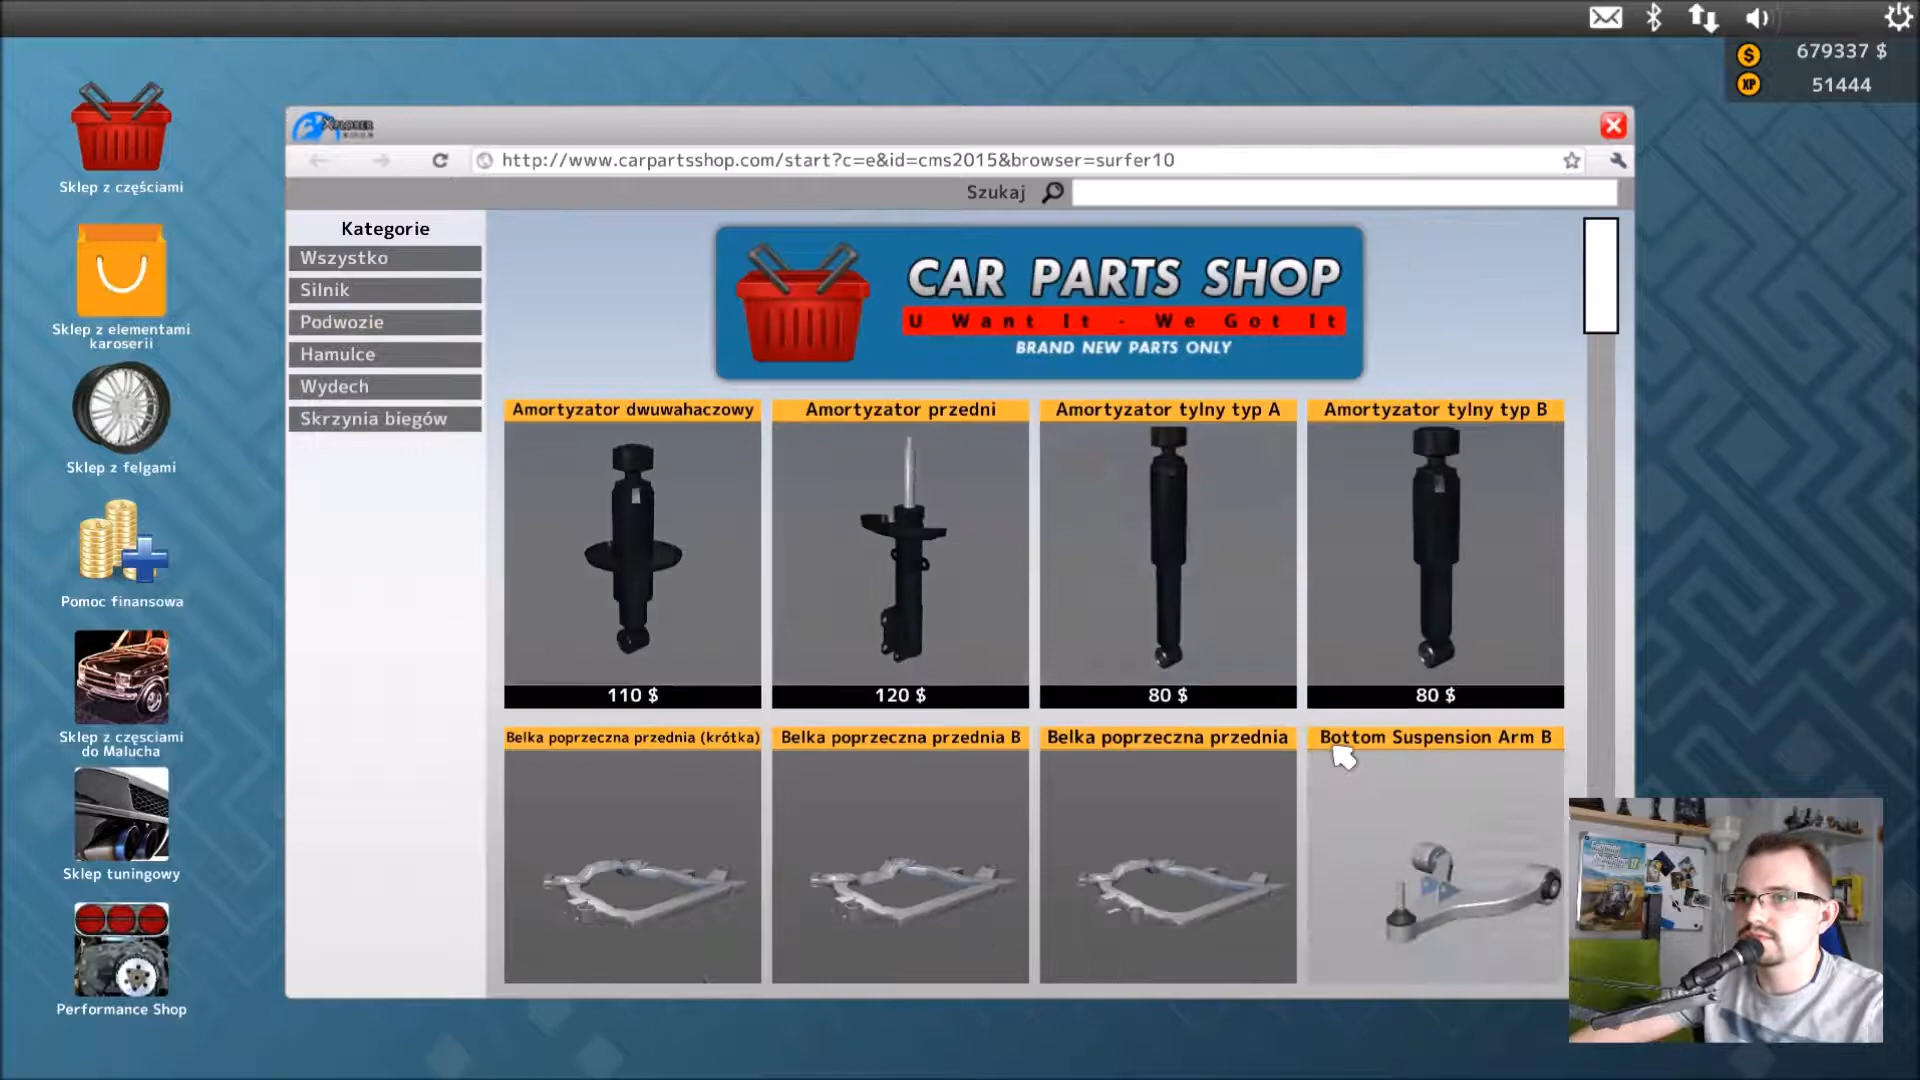 679337 $
XP
51444
Sklep z częściami
Sklep z elementami
karoserii
Sklep z felgami
Pomoc finansowa
Sklep z częsciami
do Malucha
Sklep tuningowy
Performance Shop
XPLORER
http://www.carpartsshop.com/start?c=e&id=cms2015&browser=surfer10
Szukaj
Kategorie
Wszystko
Silnik
Podwozie
Hamulce
Wydech
Skrzynia biegów
CAR PARTS SHOP
U Want It - We Got It
BRAND NEW PARTS ONLY
Amortyzator dwuwahaczowy
Amortyzator przedni
Amortyzator tylny typ A
Amortyzator tylny typ B
110 $
120 $
80 $
80 $
Belka poprzeczna przednia (krótka)
Belka poprzeczna przednia B
Belka poprzeczna przednia
Bottom Suspension Arm B